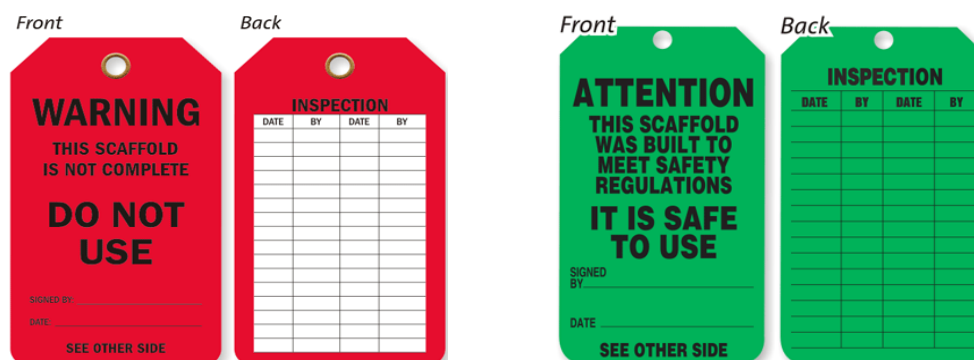 Front
WARNING
THIS SCAFFOLD
IS NOT COMPLETE
DO NOT
USE
SIGNED BY:
DATE:
SEE OTHER SIDE
Back
INSPECTION
DATE BY DATE BY
Front
ATTENTION
THIS SCAFFOLD
WAS BUILT TO
MEET SAFETY
REGULATIONS
IT IS SAFE
TO USE
SIGNED
BY
DATE
SEE OTHER SIDE
Back
INSPECTION
DATE BY DATE BY